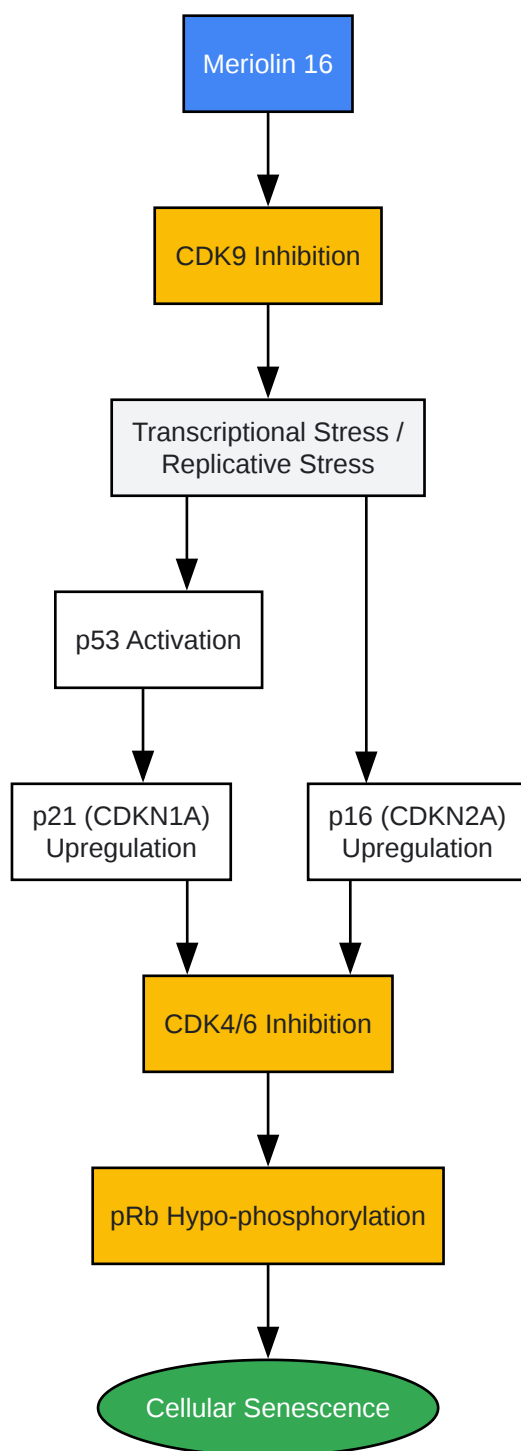 Meriolin 16
CDK9 Inhibition
Transcriptional Stress /
Replicative Stress
p53 Activation
p21 (CDKN1A)
Upregulation
p16 (CDKN2A)
Upregulation
CDK4/6 Inhibition
pRb Hypo-phosphorylation
Cellular Senescence